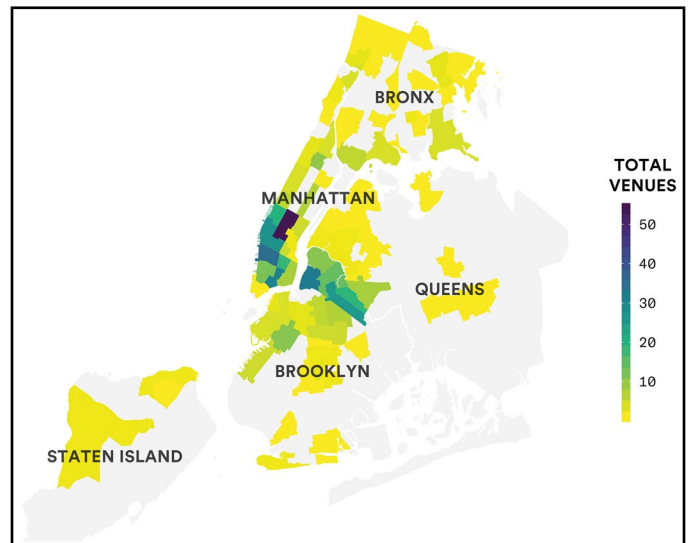 BRONX
TOTAL
VENUES
MANHATTAN
50
40
QUEENS
30
20
BROOKLYN
10
STATEN ISLAND